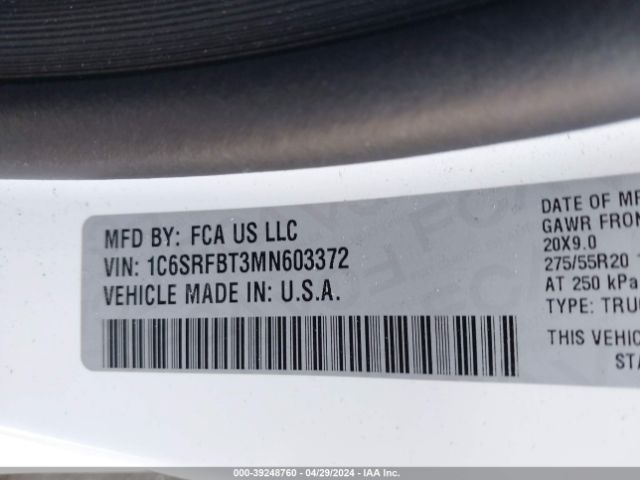 MFD BY: FCA US LLC
VIN: 1C6SRFBT3MN603372
VEHICLE MADE IN: U.S.A.
DATE OF MF
GAWR FRON
20X9.0
275/55R20
AT 250 kPa
TYPE: TRU
THIS VEHIC
STA
000-39248760 - 04/29/2024 - IAA Inc.